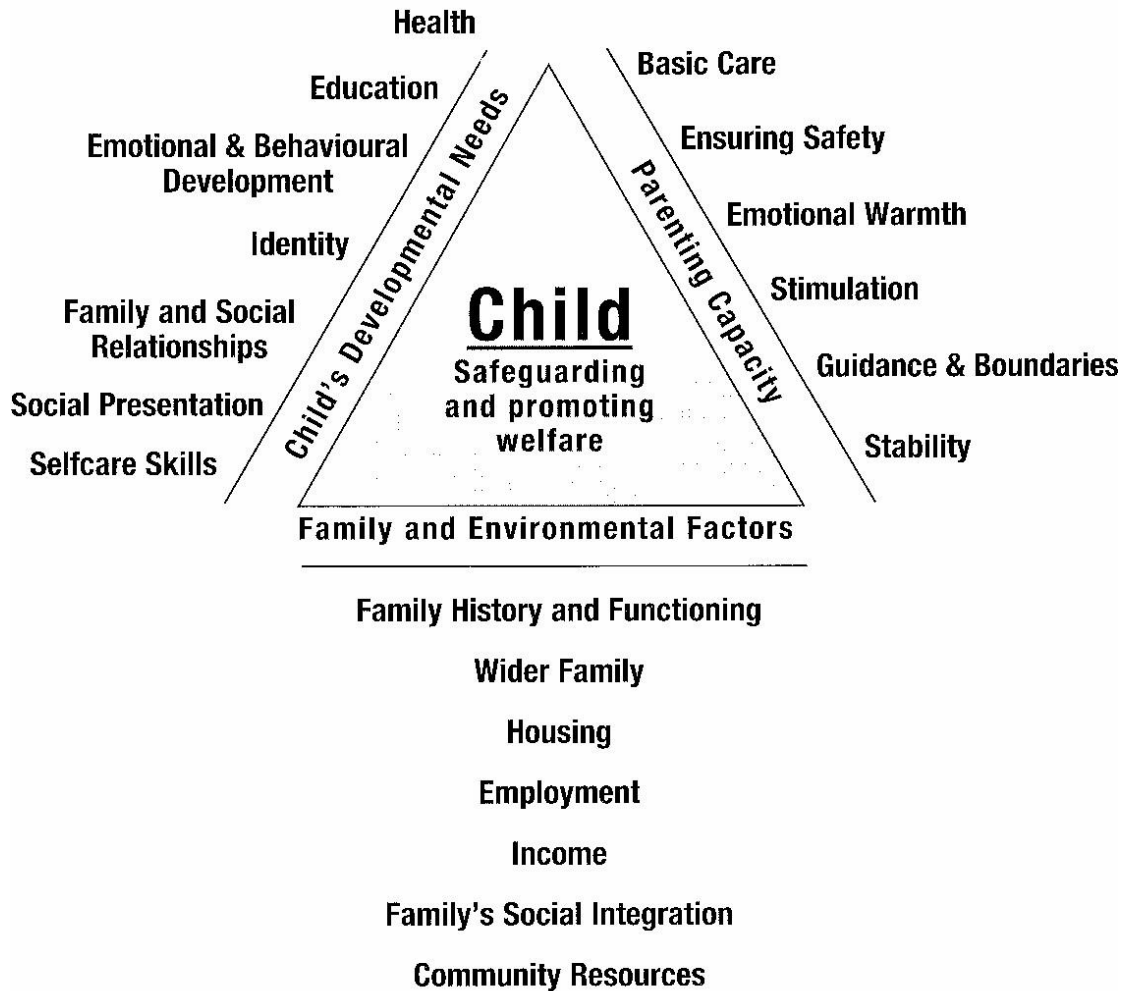 Health
Education
Emotional & Behavioural
Development
Identity
Family and Social
Relationships
Social Presentation
Selfcare Skills
Child's Developmental Needs
Basic Care
Ensuring Safety
Emotional Warmth
Stimulation
Guidance & Boundaries
Stability
Parenting Capacity
Child
Safeguarding
and promoting
welfare
Family and Environmental Factors
Family History and Functioning
Wider Family
Housing
Employment
Income
Family's Social Integration
Community Resources